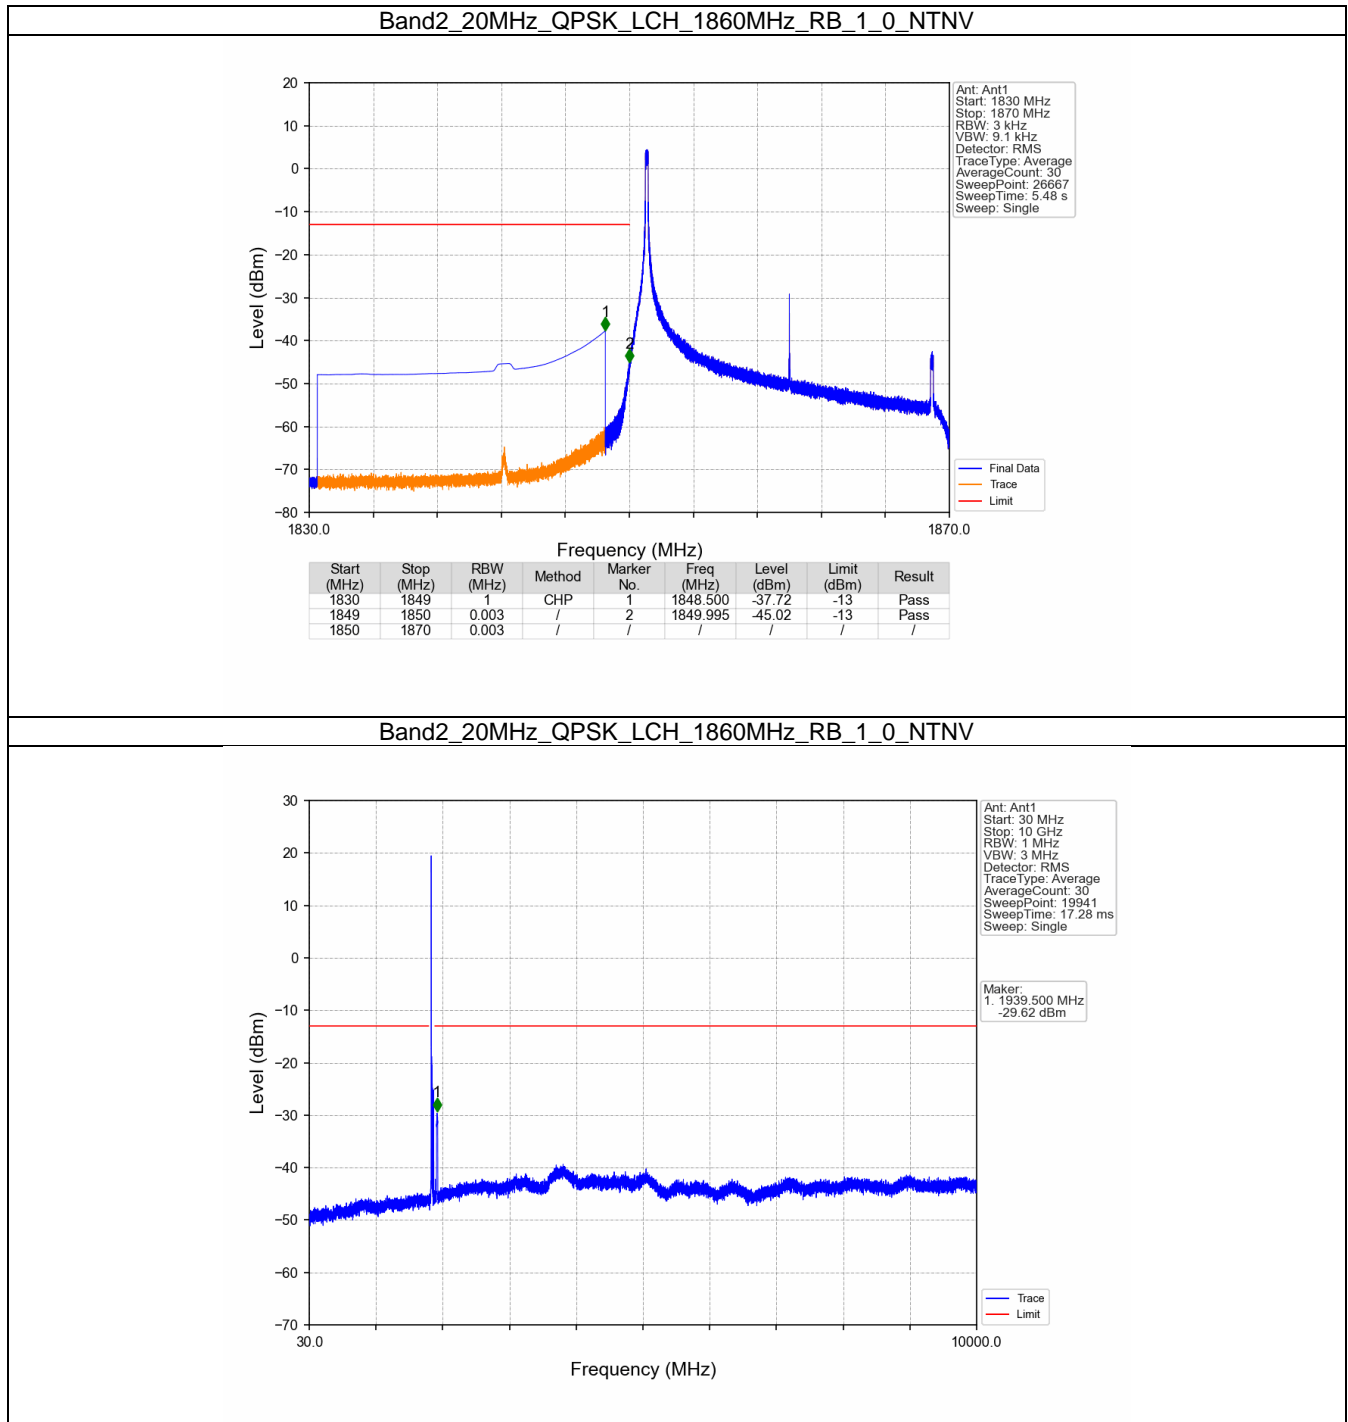 Band2_20MHz_QPSK_LCH_1860MHz_RB_1_0_NTNV
20
10
0
−10
−20
−30
−40
−50
−60
−70
−80
Level (dBm)
1
2
1830.0
1870.0
Frequency (MHz)
Ant: Ant1
Start: 1830 MHz
Stop: 1870 MHz
RBW: 3 kHz
VBW: 9.1 kHz
Detector: RMS
TraceType: Average
AverageCount: 30
SweepPoint: 26667
SweepTime: 5.48 s
Sweep: Single
Final Data
Trace
Limit
Start (MHz) Stop (MHz) RBW (MHz) Method Marker No. Freq (MHz) Level (dBm) Limit (dBm) Result
1830 1849 1 CHP 1 1848.500 -37.72 -13 Pass
1849 1850 0.003 / 2 1849.995 -45.02 -13 Pass
1850 1870 0.003 / / / / / /
Band2_20MHz_QPSK_LCH_1860MHz_RB_1_0_NTNV
30
20
10
0
−10
−20
−30
−40
−50
−60
−70
Level (dBm)
1
30.0
10000.0
Frequency (MHz)
Ant: Ant1
Start: 30 MHz
Stop: 10 GHz
RBW: 1 MHz
VBW: 3 MHz
Detector: RMS
TraceType: Average
AverageCount: 30
SweepPoint: 19941
SweepTime: 17.28 ms
Sweep: Single
Maker:
1. 1939.500 MHz
-29.62 dBm
Trace
Limit